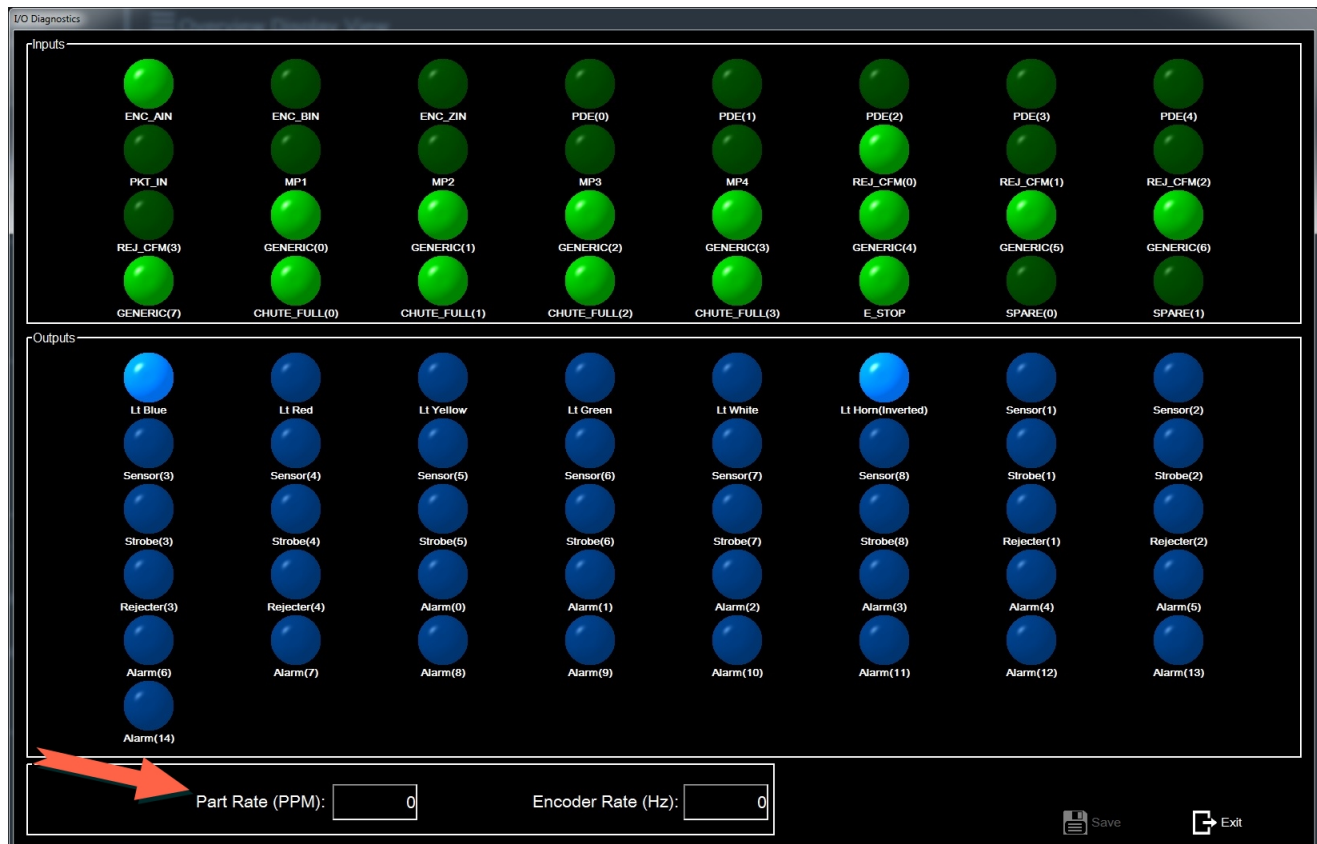 I/O Diagnostics
Overview Display View
Inputs
ENC_AIN ENC_BIN ENC_ZIN PDE(0) PDE(1) PDE(2) PDE(3) PDE(4)
PKT_IN MP1 MP2 MP3 MP4 REJ_CFM(0) REJ_CFM(1) REJ_CFM(2)
REJ_CFM(3) GENERIC(0) GENERIC(1) GENERIC(2) GENERIC(3) GENERIC(4) GENERIC(5) GENERIC(6)
GENERIC(7) CHUTE_FULL(0) CHUTE_FULL(1) CHUTE_FULL(2) CHUTE_FULL(3) E_STOP SPARE(0) SPARE(1)
Outputs
Lt Blue Lt Red Lt Yellow Lt Green Lt White Lt Horn(Inverted) Sensor(1) Sensor(2)
Sensor(3) Sensor(4) Sensor(5) Sensor(6) Sensor(7) Sensor(8) Strobe(1) Strobe(2)
Strobe(3) Strobe(4) Strobe(5) Strobe(6) Strobe(7) Strobe(8) Rejecter(1) Rejecter(2)
Rejecter(3) Rejecter(4) Alarm(0) Alarm(1) Alarm(2) Alarm(3) Alarm(4) Alarm(5)
Alarm(6) Alarm(7) Alarm(8) Alarm(9) Alarm(10) Alarm(11) Alarm(12) Alarm(13)
Alarm(14)
Part Rate (PPM): 0 Encoder Rate (Hz): 0
Save Exit